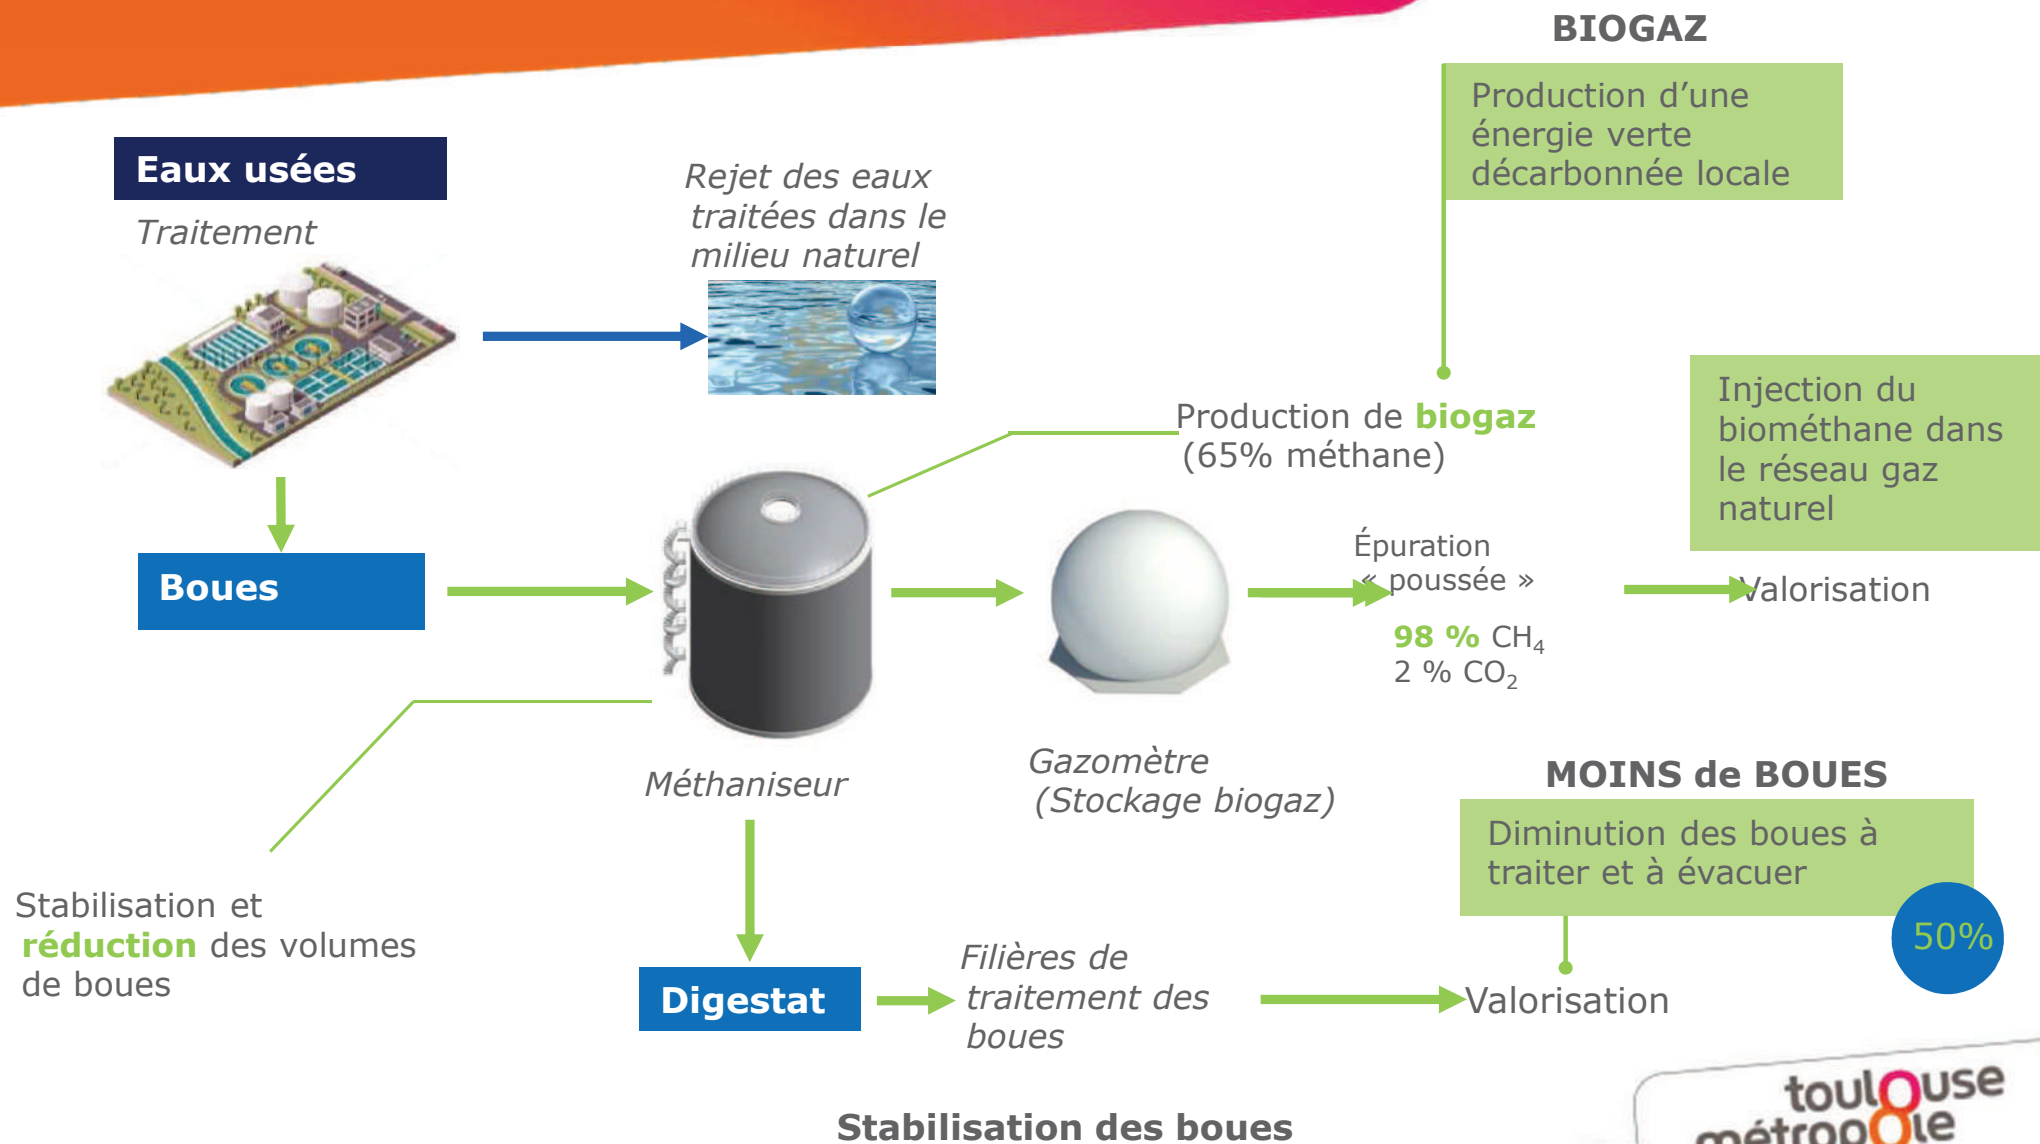 BIOGAZ
Production d’une
énergie verte
décarbonnée locale
Eaux usées
Traitement
Rejet des eaux
traitées dans le
milieu naturel
Production de biogaz
(65% méthane)
Injection du
biométhane dans
le réseau gaz
naturel
Épuration
« poussée »
98 % CH₄
2 % CO₂
Valorisation
Boues
Méthaniseur
Gazomètre
(Stockage biogaz)
MOINS de BOUES
Diminution des boues à
traiter et à évacuer
50%
Stabilisation et
réduction des volumes
de boues
Digestat
Filières de
traitement des
boues
Valorisation
Stabilisation des boues
toulouse
métropole